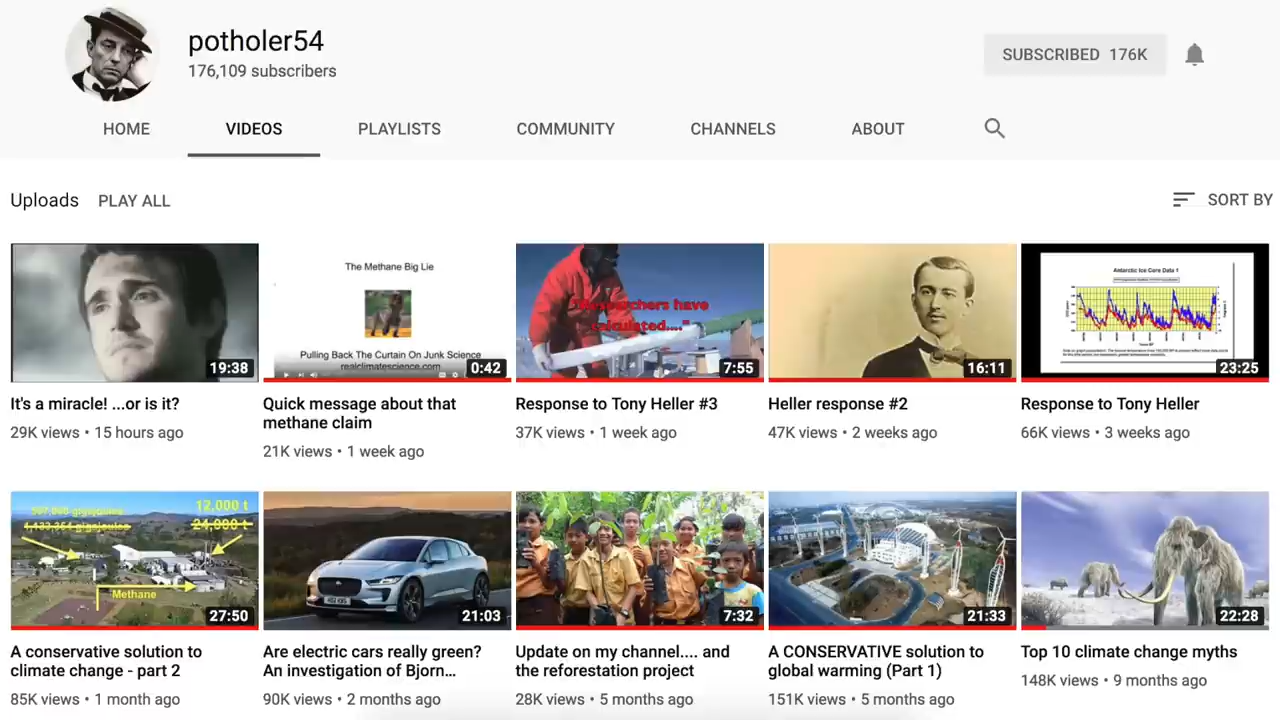 potholer54
176,109 subscribers
SUBSCRIBED 176K
HOME VIDEOS PLAYLISTS COMMUNITY CHANNELS ABOUT
Uploads PLAY ALL
SORT BY
19:38
The Methane Big Lie
Pulling Back The Curtain On Junk Science
realclimatescience.com
0:42
"Researchers have
calculated...."
7:55
16:11
Antarctic Ice Core Data 1
23:25
It's a miracle! ...or is it?
29K views • 15 hours ago
Quick message about that
methane claim
21K views • 1 week ago
Response to Tony Heller #3
37K views • 1 week ago
Heller response #2
47K views • 2 weeks ago
Response to Tony Heller
66K views • 3 weeks ago
12,000 t
24,000 t
Methane
27:50
21:03
7:32
21:33
22:28
A conservative solution to
climate change - part 2
85K views • 1 month ago
Are electric cars really green?
An investigation of Bjorn...
90K views • 2 months ago
Update on my channel.... and
the reforestation project
28K views • 5 months ago
A CONSERVATIVE solution to
global warming (Part 1)
151K views • 5 months ago
Top 10 climate change myths
148K views • 9 months ago